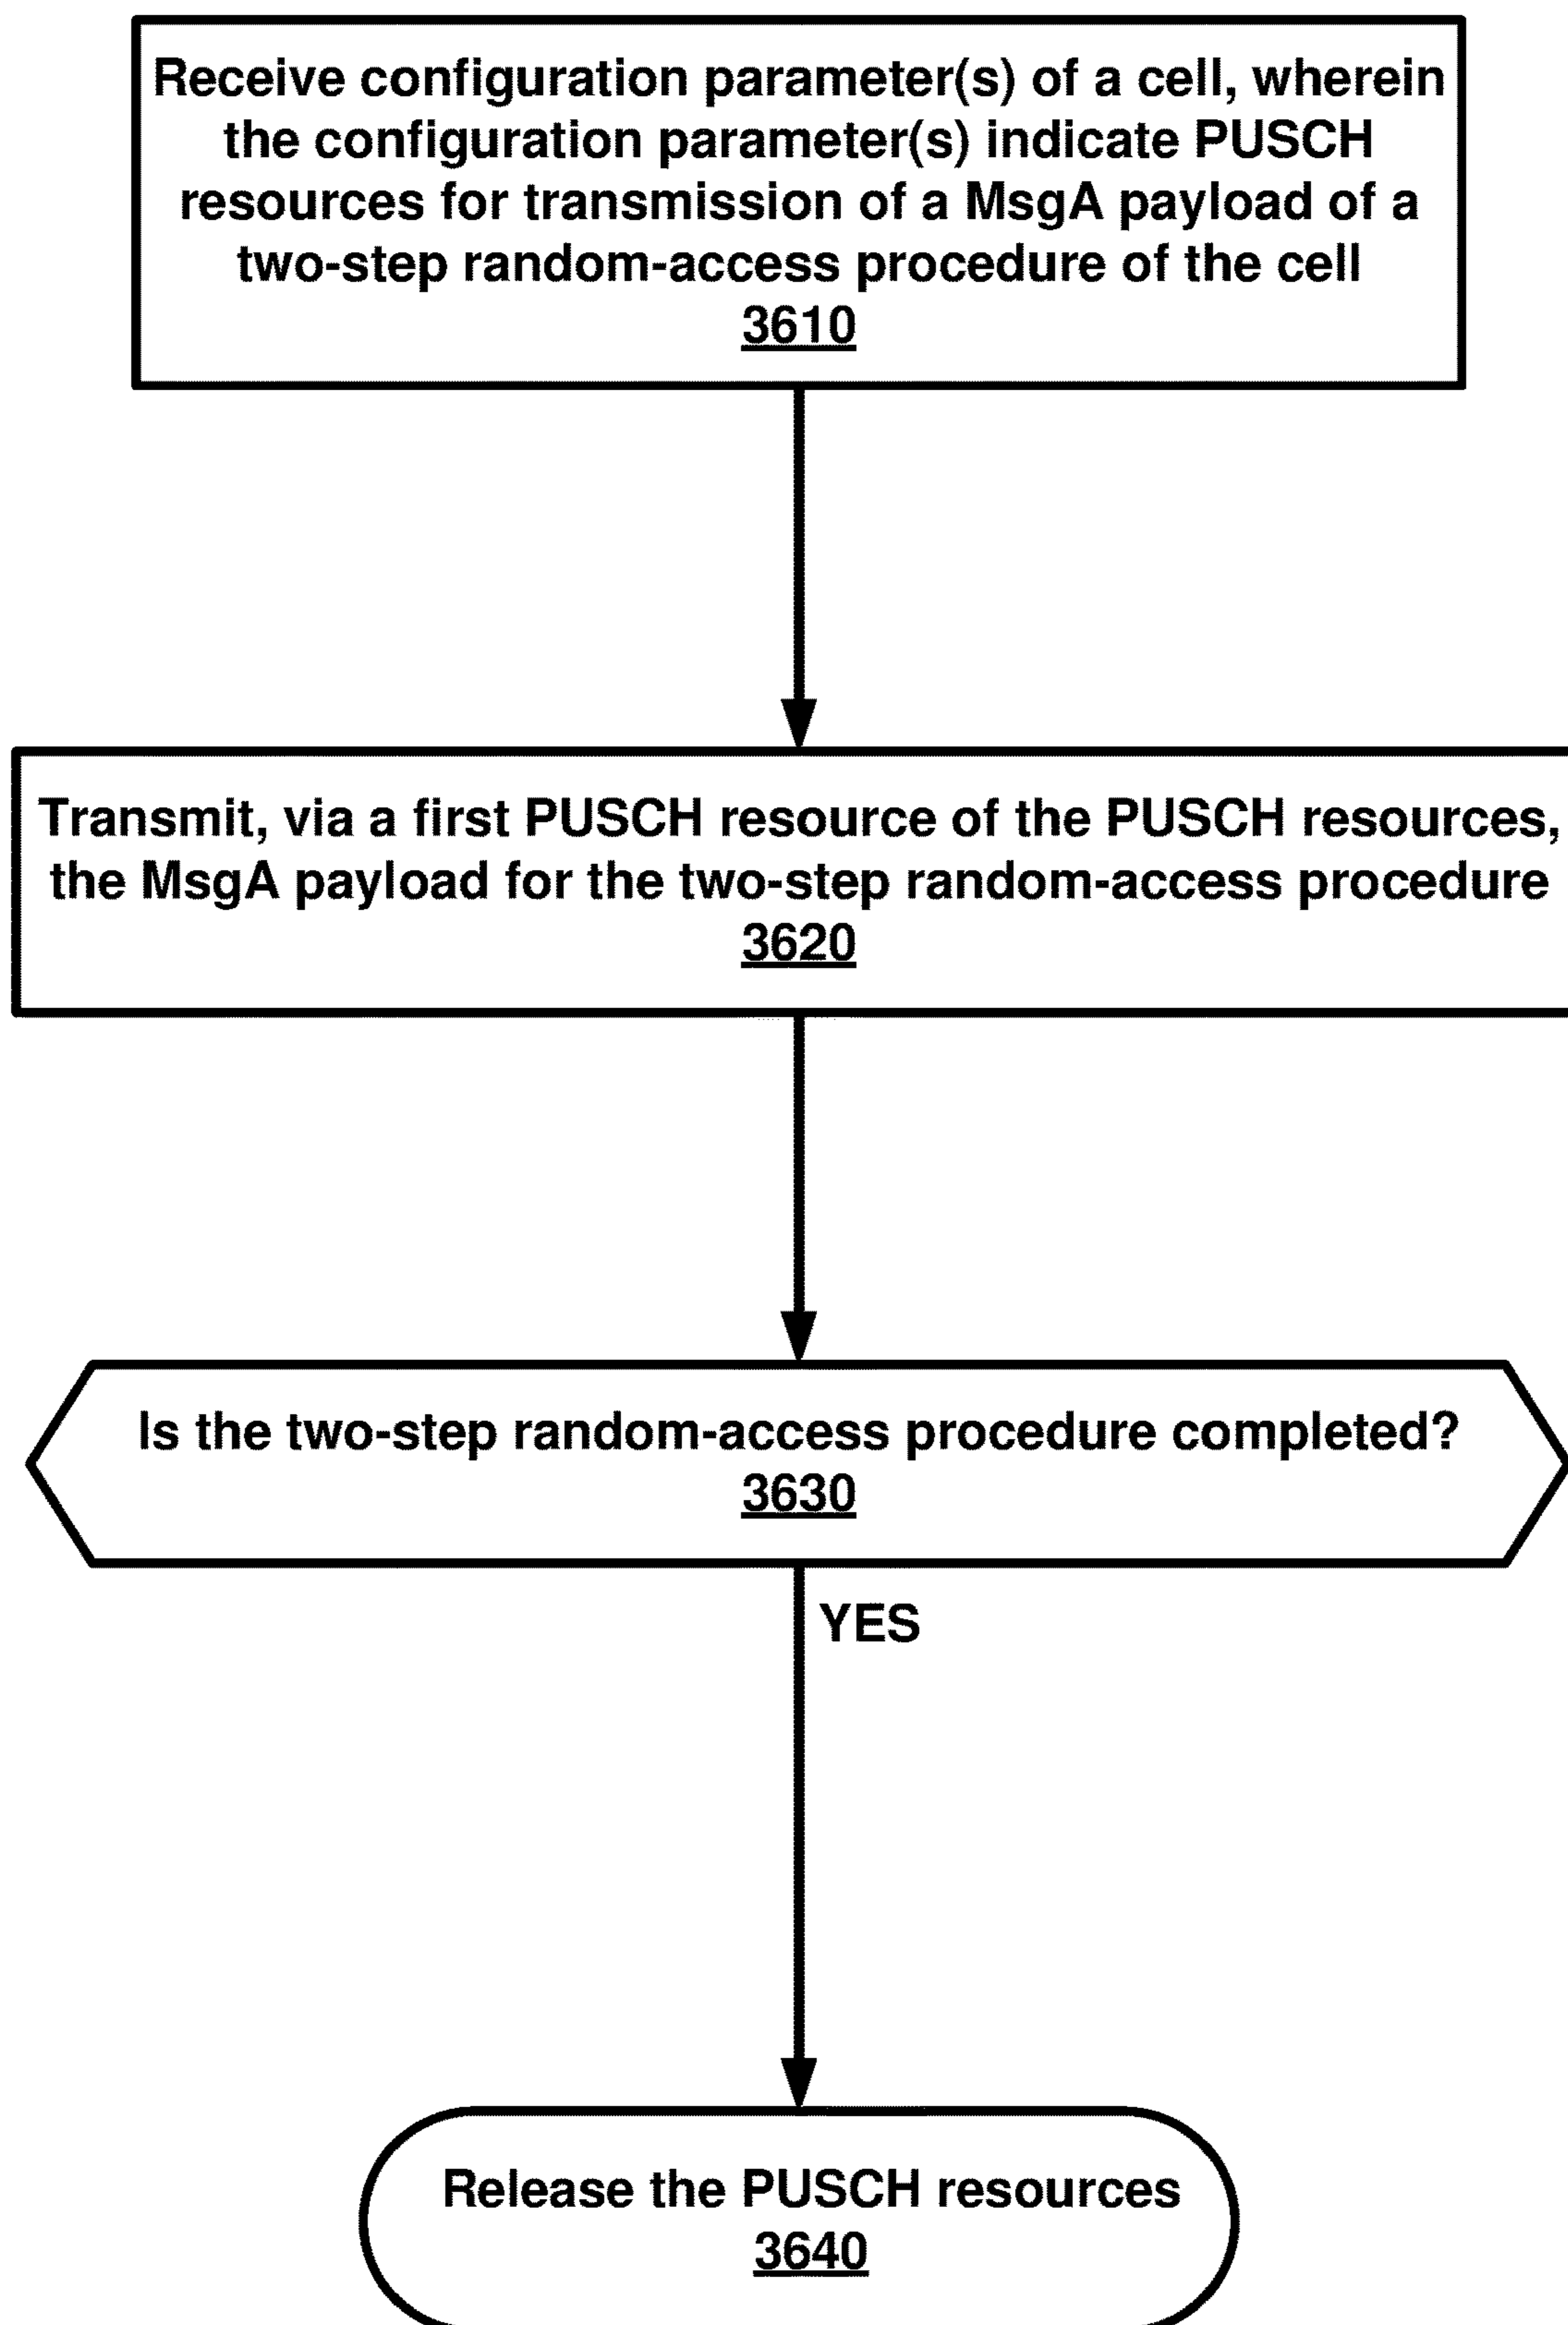 Receive configuration parameter(s) of a cell, wherein
the configuration parameter(s) indicate PUSCH
resources for transmission of a MsgA payload of a
two-step random-access procedure of the cell
3610
Transmit, via a first PUSCH resource of the PUSCH resources,
the MsgA payload for the two-step random-access procedure
3620
Is the two-step random-access procedure completed?
3630
YES
Release the PUSCH resources
3640